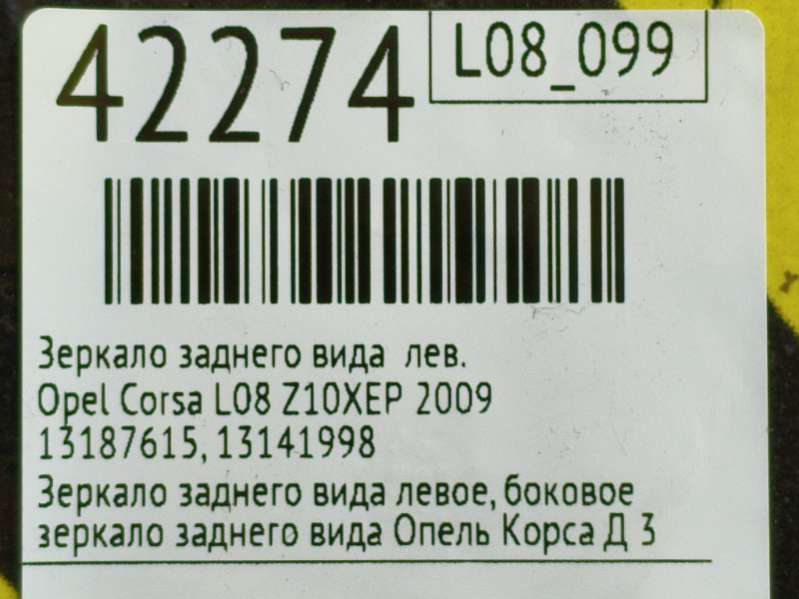 42274
L08_099
Зеркало заднего вида лев.
Opel Corsa L08 Z10XEP 2009
13187615, 13141998
Зеркало заднего вида левое, боковое
зеркало заднего вида Опель Корса Д 3